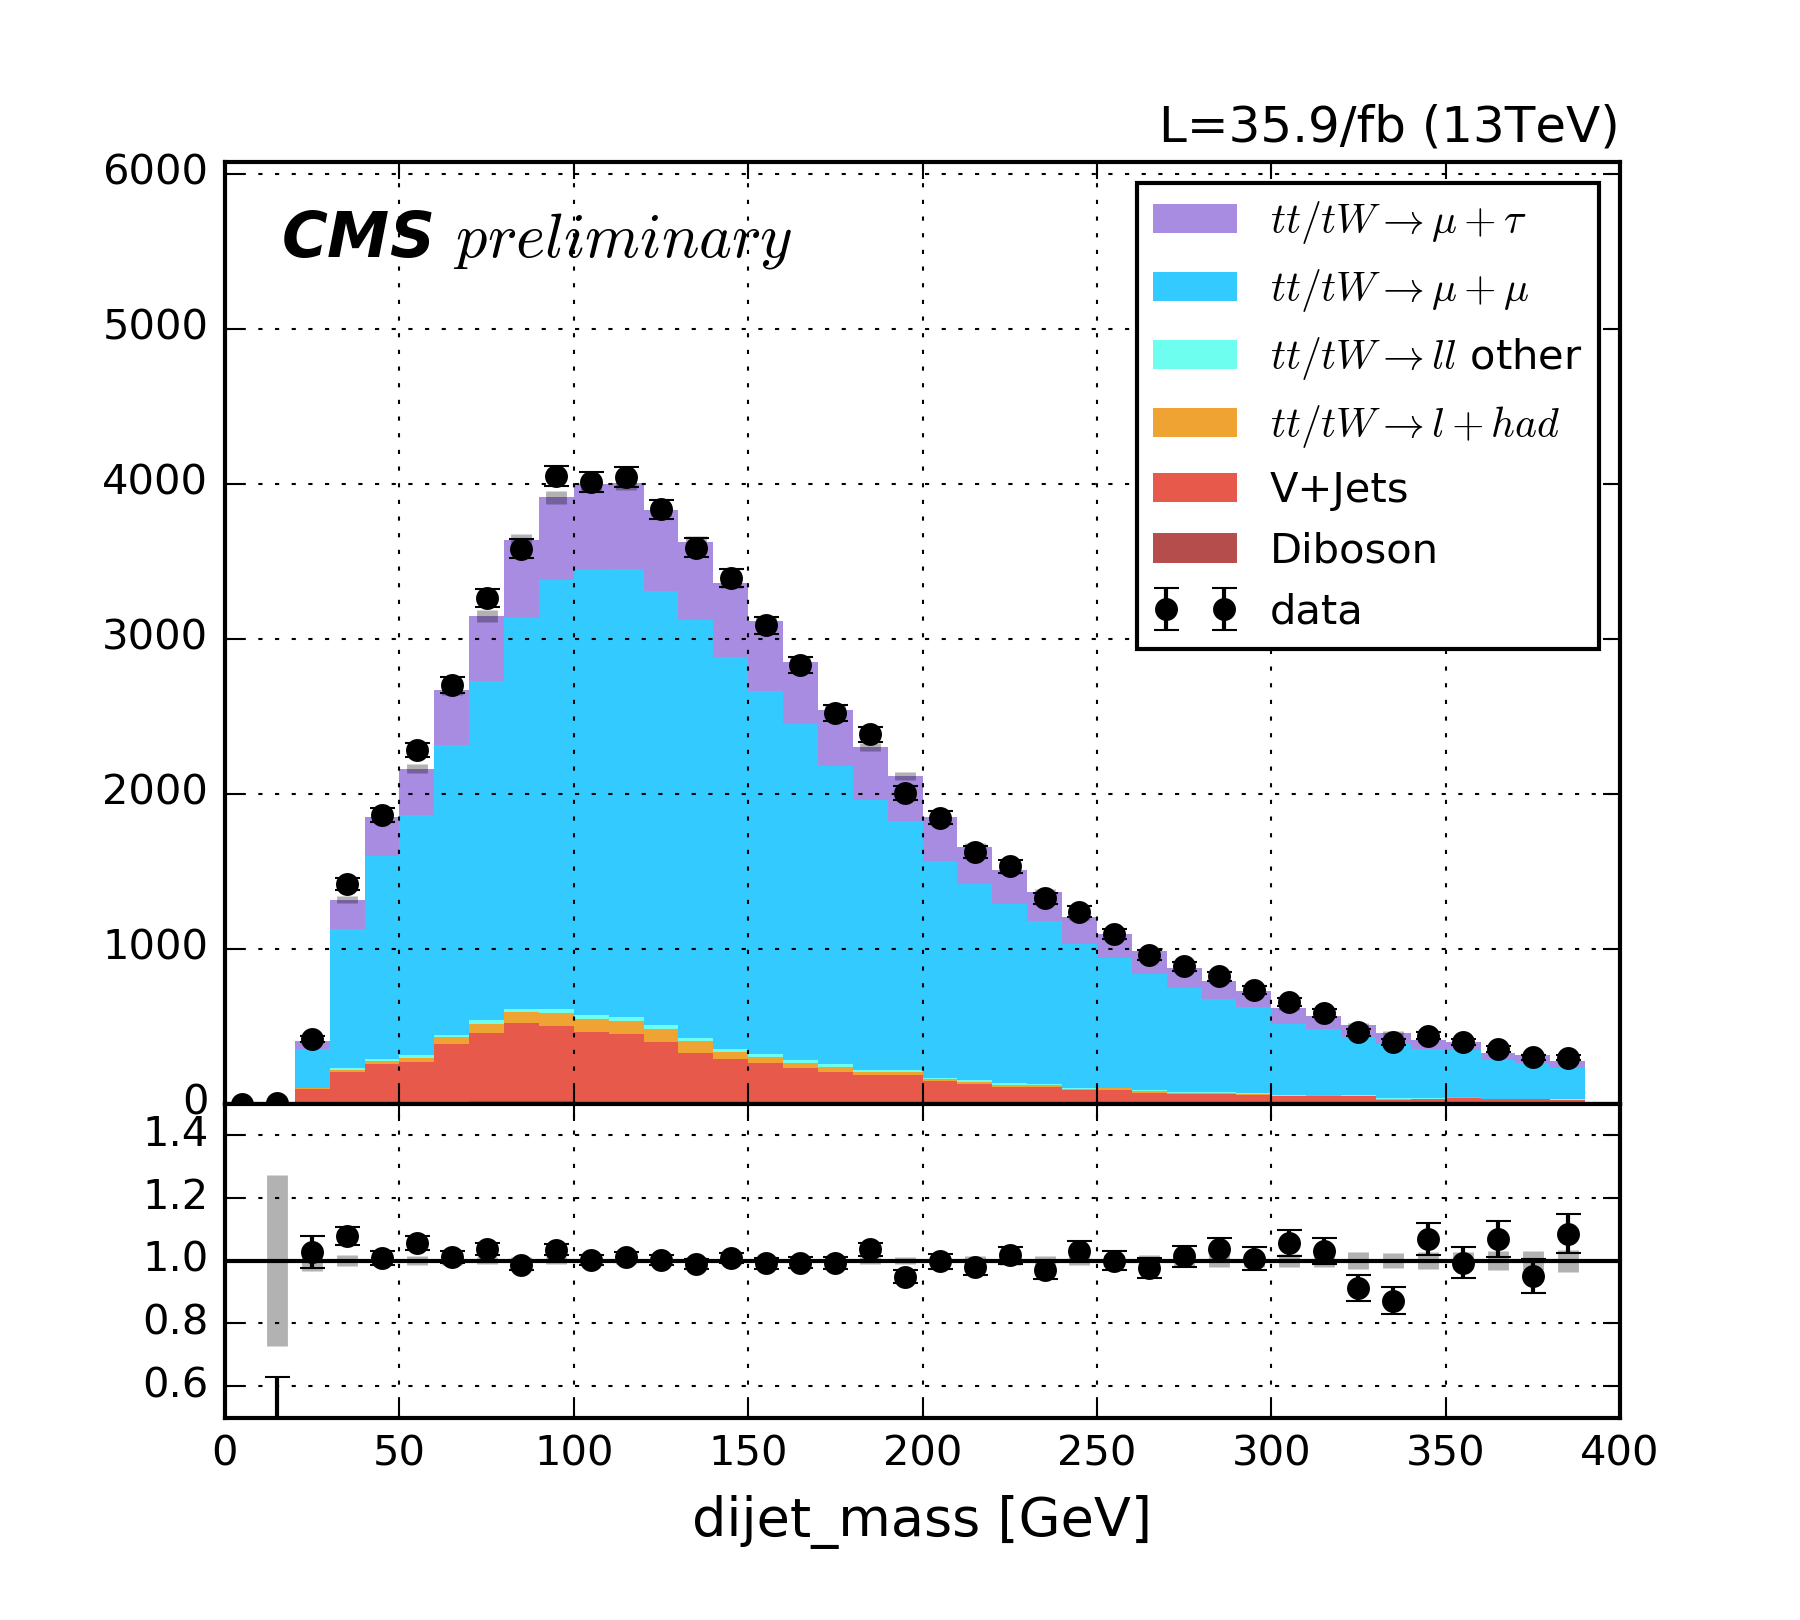 L=35.9/fb (13TeV)
CMS preliminary
6000
5000
4000
3000
2000
1000
0
tt/tW→μ+τ
tt/tW→μ+μ
tt/tW→ll other
tt/tW→l+had
V+Jets
Diboson
data
1.4
1.2
1.0
0.8
0.6
0 50 100 150 200 250 300 350 400
dijet_mass [GeV]